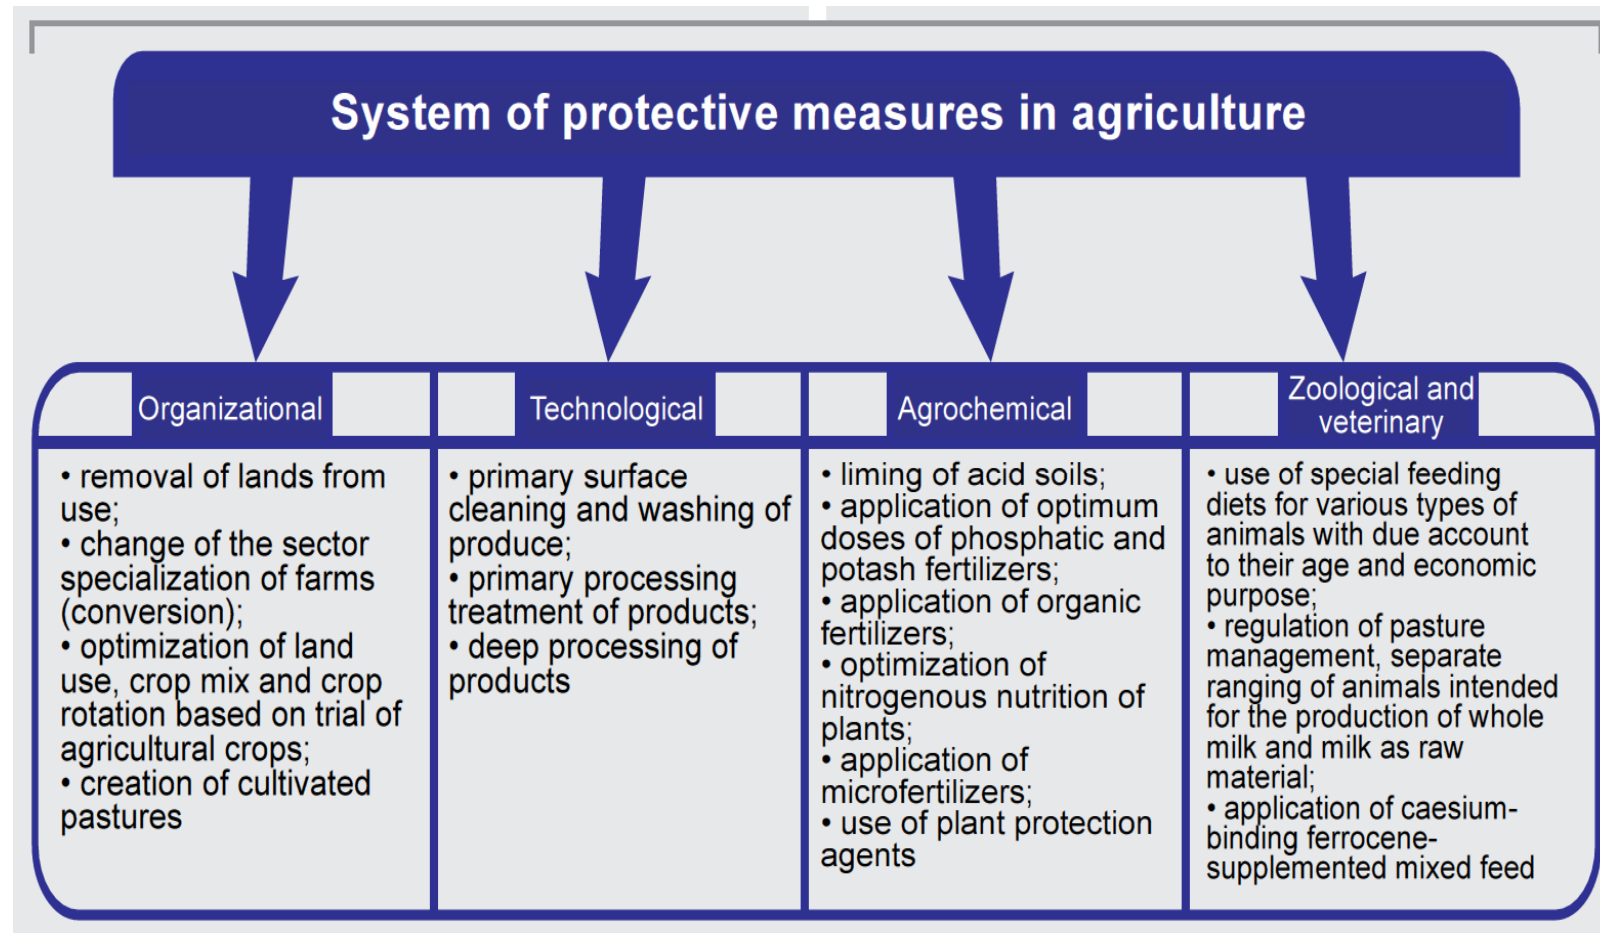 System of protective measures in agriculture
Organizational
• removal of lands from
use;
• change of the sector
specialization of farms
(conversion);
• optimization of land
use, crop mix and crop
rotation based on trial of
agricultural crops;
• creation of cultivated
pastures
Technological
• primary surface
cleaning and washing of
produce;
• primary processing
treatment of products;
• deep processing of
products
Agrochemical
• liming of acid soils;
• application of optimum
doses of phosphatic and
potash fertilizers;
• application of organic
fertilizers;
• optimization of
nitrogenous nutrition of
plants;
• application of
microfertilizers;
• use of plant protection
agents
Zoological and
veterinary
• use of special feeding
diets for various types of
animals with due account
to their age and economic
purpose;
• regulation of pasture
management, separate
ranging of animals intended
for the production of whole
milk and milk as raw
material;
• application of caesium-
binding ferrocene-
supplemented mixed feed